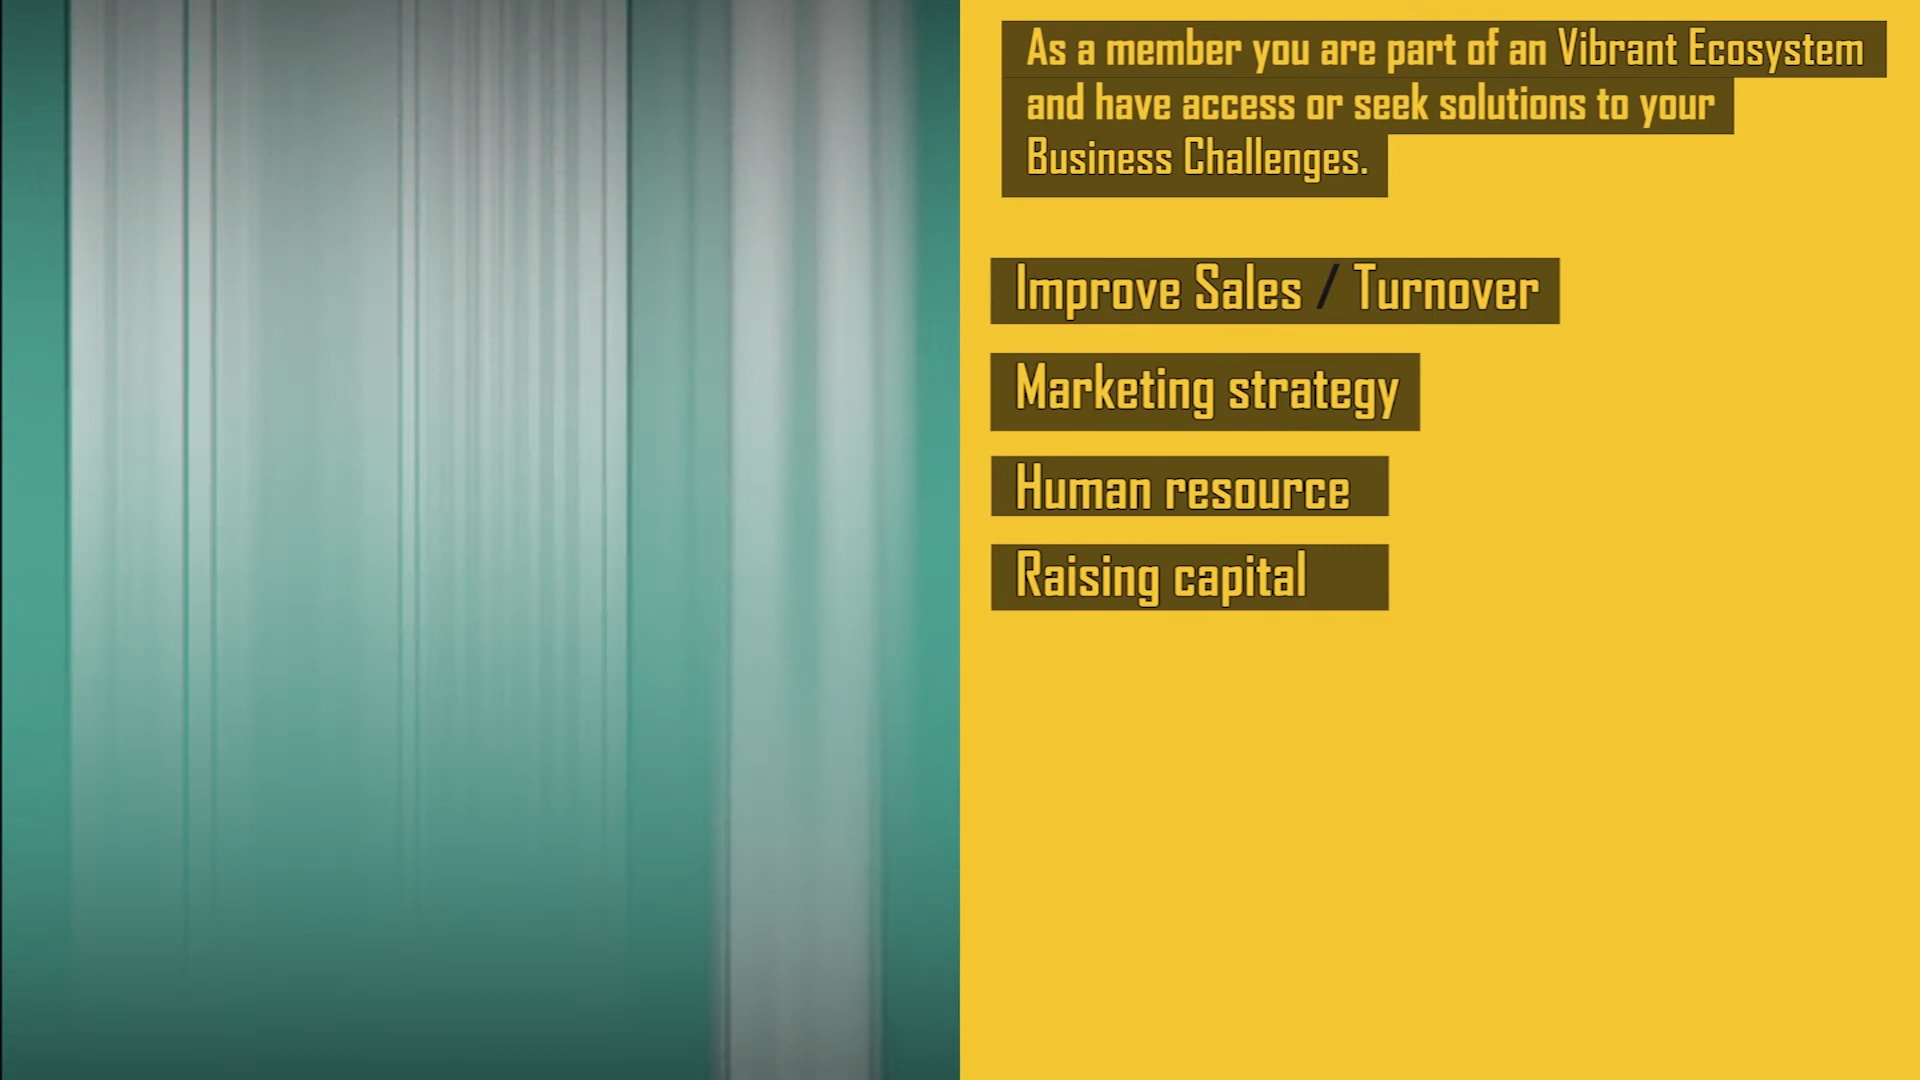 As a member you are part of an Vibrant Ecosystem
and have access or seek solutions to your
Business Challenges.
Improve Sales / Turnover
Marketing strategy
Human resource
Raising capital